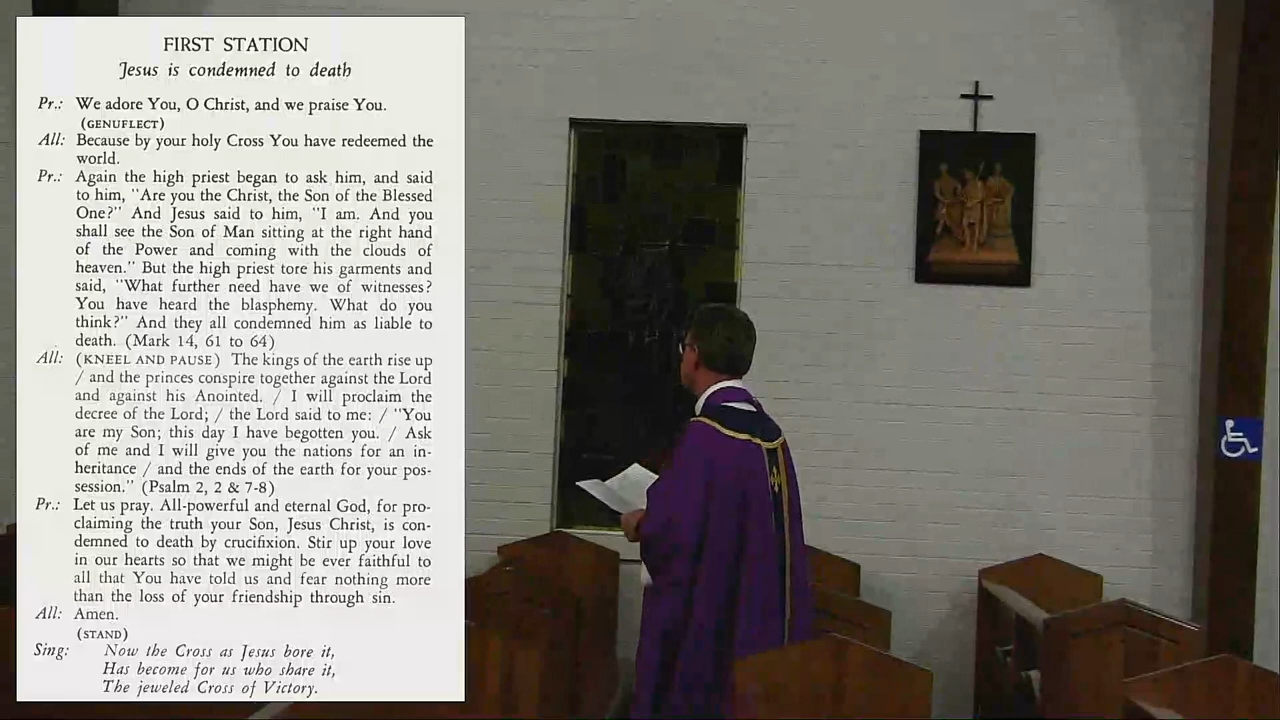 FIRST STATION
Jesus is condemned to death
Pr.: We adore You, O Christ, and we praise You.
(GENUFLECT)
All: Because by your holy Cross You have redeemed the
world.
Pr.: Again the high priest began to ask him, and said
to him, "Are you the Christ, the Son of the Blessed
One?" And Jesus said to him, "I am. And you
shall see the Son of Man sitting at the right hand
of the Power and coming with the clouds of
heaven." But the high priest tore his garments and
said, "What further need have we of witnesses?
You have heard the blasphemy. What do you
think?" And they all condemned him as liable to
death. (Mark 14, 61 to 64)
All: (KNEEL AND PAUSE) The kings of the earth rise up
/ and the princes conspire together against the Lord
and against his Anointed. / I will proclaim the
decree of the Lord; / the Lord said to me: / "You
are my Son; this day I have begotten you. / Ask
of me and I will give you the nations for an in-
heritance / and the ends of the earth for your pos-
session." (Psalm 2, 2 & 7-8)
Pr.: Let us pray. All-powerful and eternal God, for pro-
claiming the truth your Son, Jesus Christ, is con-
demned to death by crucifixion. Stir up your love
in our hearts so that we might be ever faithful to
all that You have told us and fear nothing more
than the loss of your friendship through sin.
All: Amen.
(STAND)
Sing: Now the Cross as Jesus bore it,
Has become for us who share it,
The jeweled Cross of Victory.